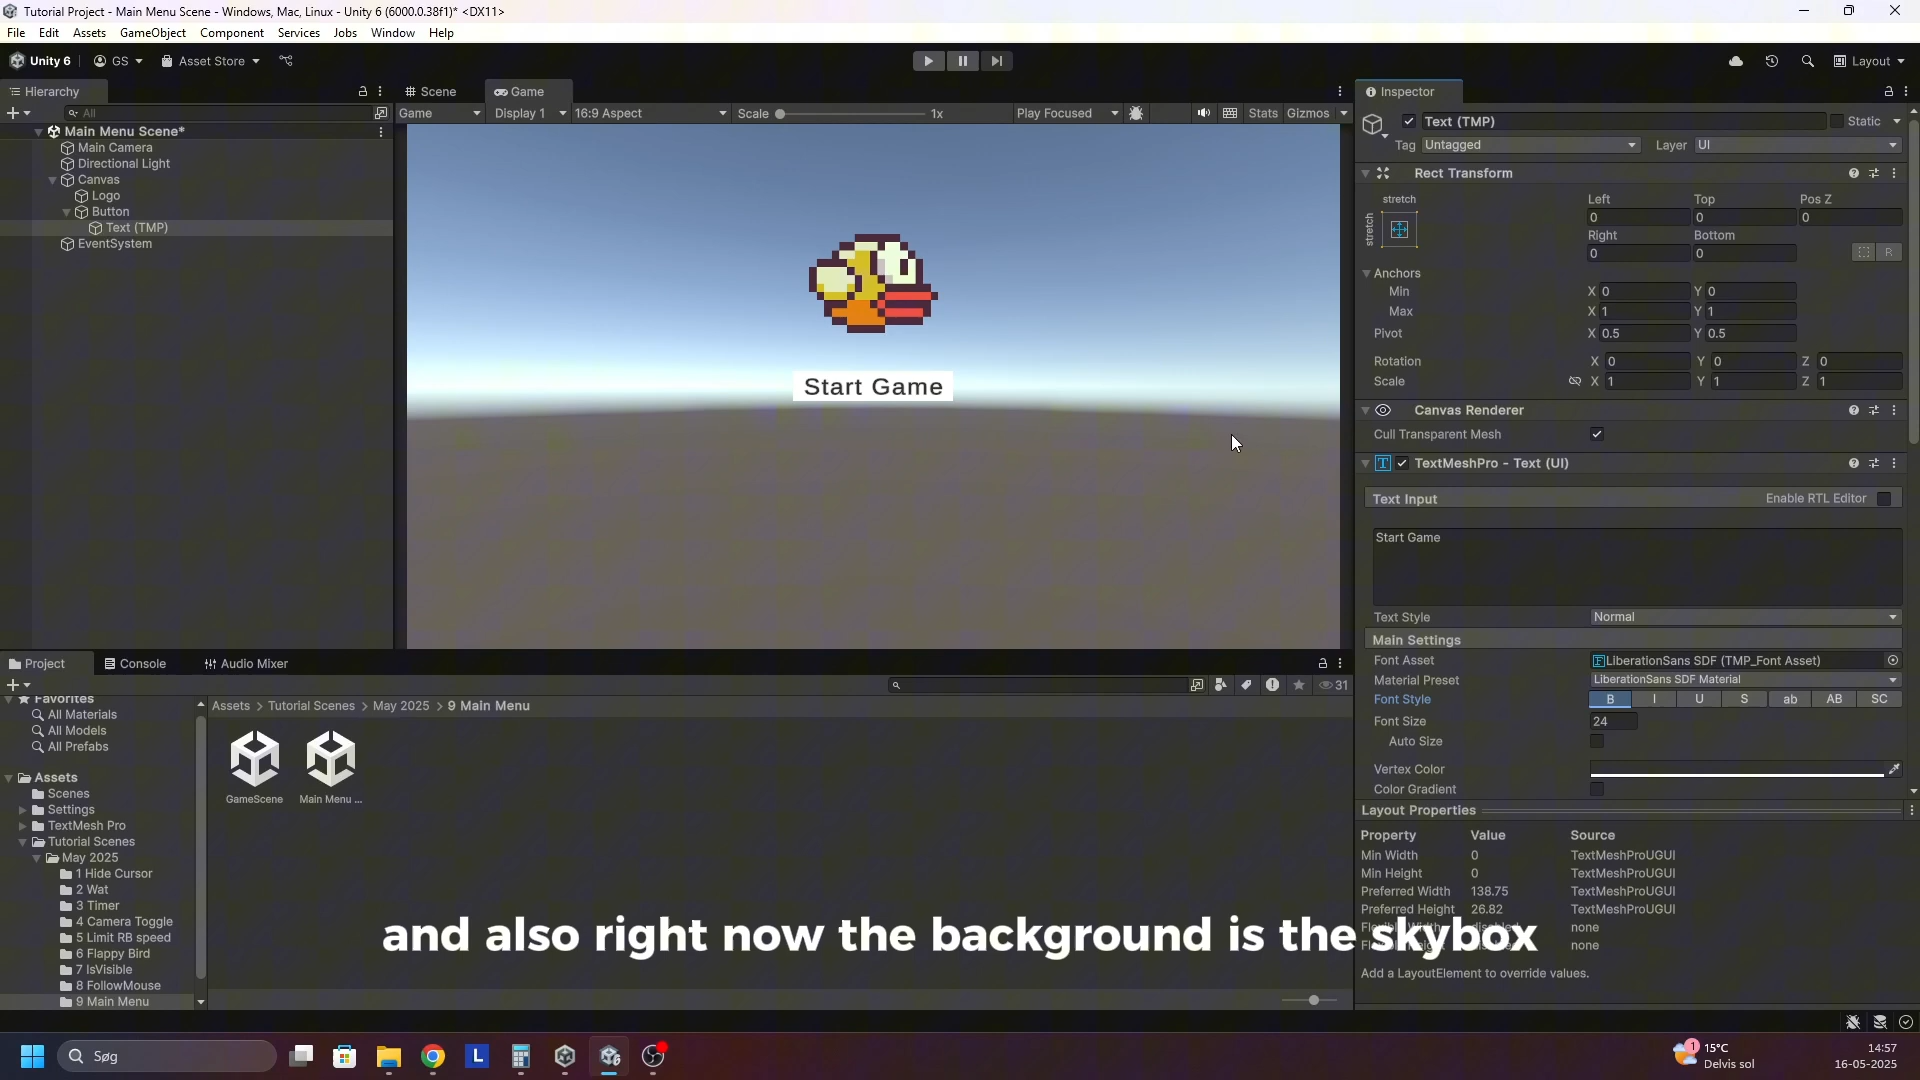 Tutorial Project - Main Menu Scene - Windows, Mac, Linux - Unity 6 (6000.0.38f1)* <DX11>
File Edit Assets GameObject Component Services Jobs Window Help
Unity 6 GS Asset Store Layout
Hierarchy Scene Game Inspector
All Game Display 1 16:9 Aspect Scale 1x Play Focused Stats Gizmos
Text (TMP) Static
Tag Untagged Layer UI
Main Menu Scene*
Main Camera
Directional Light
Canvas
Logo
Button
Text (TMP)
EventSystem
Start Game
Rect Transform
stretch Left Top Pos Z
stretch 0 0 0
Right Bottom
0 0 R
Anchors
Min X 0 Y 0
Max X 1 Y 1
Pivot X 0.5 Y 0.5
Rotation X 0 Y 0 Z 0
Scale X 1 Y 1 Z 1
Canvas Renderer
Cull Transparent Mesh
TextMeshPro - Text (UI)
Text Input Enable RTL Editor
Start Game
Text Style Normal
Main Settings
Font Asset LiberationSans SDF (TMP_Font Asset)
Material Preset LiberationSans SDF Material
Font Style B I U S ab AB SC
Font Size 24
Auto Size
Vertex Color
Color Gradient
Layout Properties
Property Value Source
Min Width 0 TextMeshProUGUI
Min Height 0 TextMeshProUGUI
Preferred Width 138.75 TextMeshProUGUI
Preferred Height 26.82 TextMeshProUGUI
none
none
Add a LayoutElement to override values.
Project Console Audio Mixer
31
Favorites
All Materials
All Models
All Prefabs
Assets
Scenes
Settings
TextMesh Pro
Tutorial Scenes
May 2025
1 Hide Cursor
2 Wat
3 Timer
4 Camera Toggle
5 Limit RB speed
6 Flappy Bird
7 IsVisible
8 FollowMouse
9 Main Menu
Assets > Tutorial Scenes > May 2025 > 9 Main Menu
GameScene Main Menu ...
and also right now the background is the skybox
Søg L 1 15°C 14:57
Delvis sol 16-05-2025